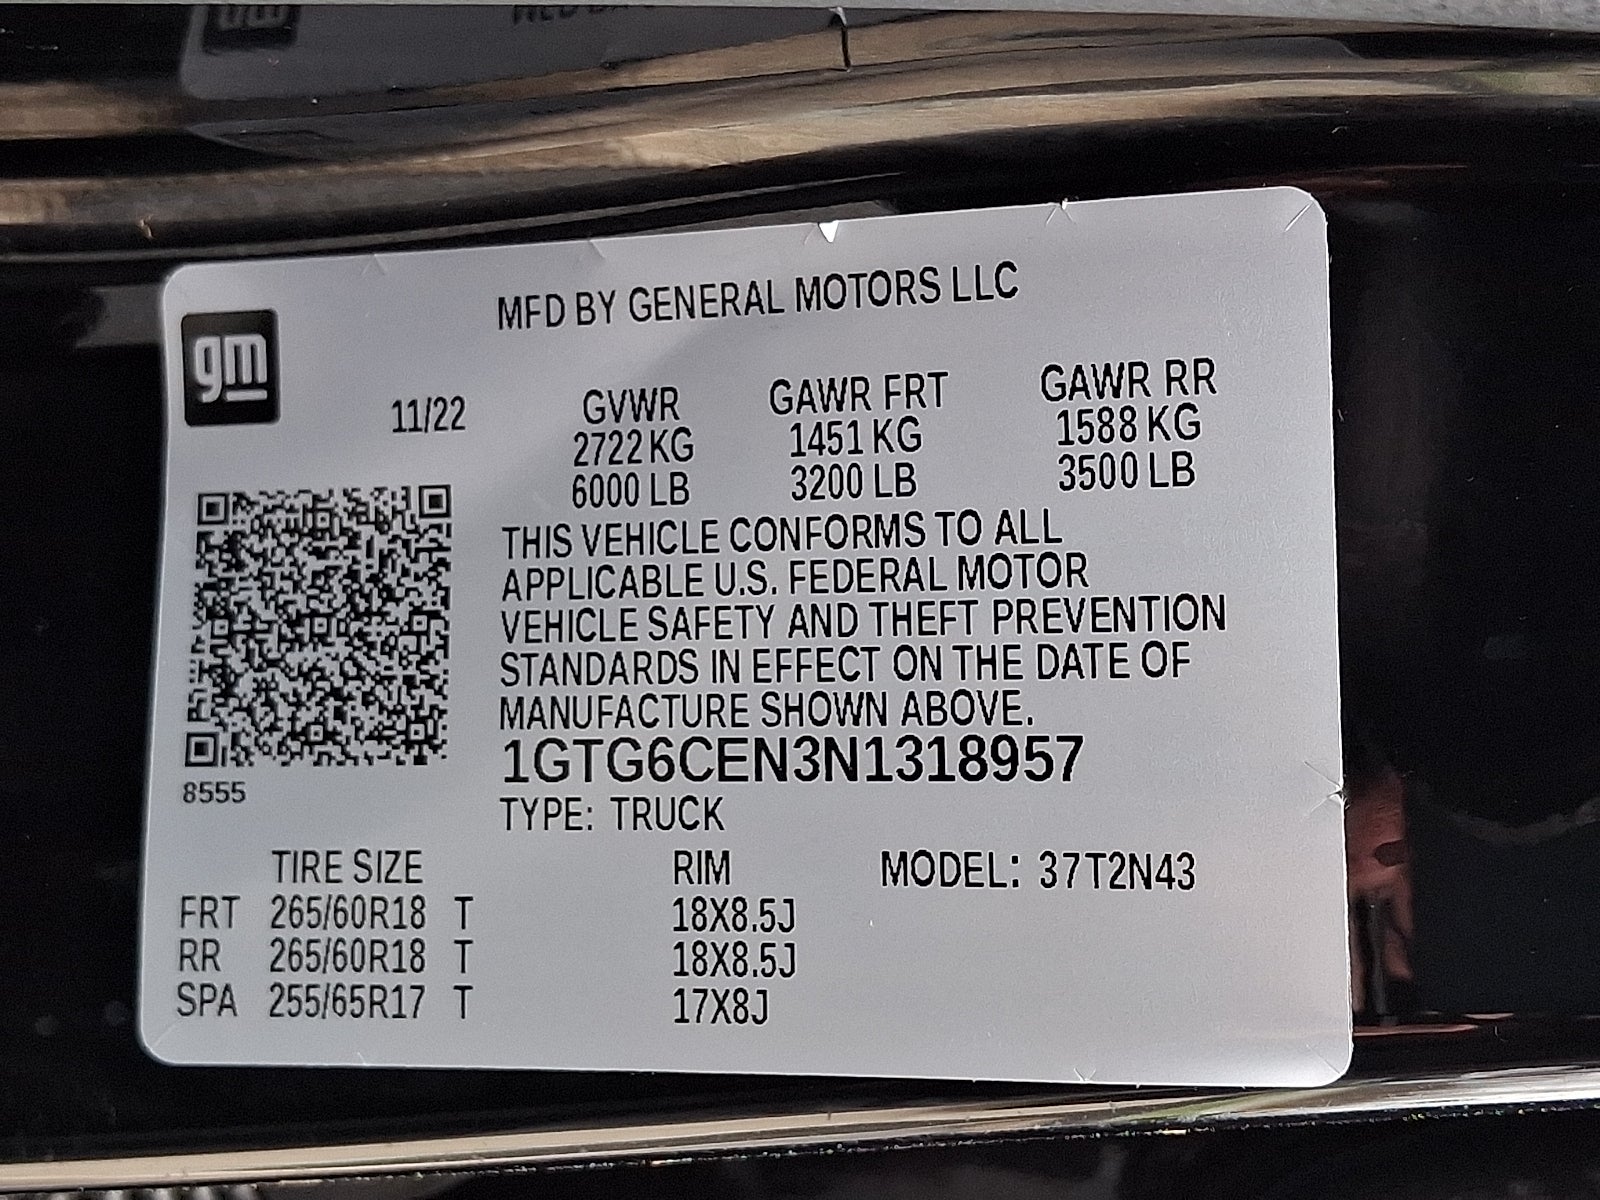 gm
MFD BY GENERAL MOTORS LLC
11/22 GVWR GAWR FRT GAWR RR
2722 KG 1451 KG 1588 KG
6000 LB 3200 LB 3500 LB
THIS VEHICLE CONFORMS TO ALL
APPLICABLE U.S. FEDERAL MOTOR
VEHICLE SAFETY AND THEFT PREVENTION
STANDARDS IN EFFECT ON THE DATE OF
MANUFACTURE SHOWN ABOVE.
1GTG6CEN3N1318957
8555
TYPE: TRUCK
TIRE SIZE RIM MODEL: 37T2N43
FRT 265/60R18 T 18X8.5J
RR 265/60R18 T 18X8.5J
SPA 255/65R17 T 17X8J